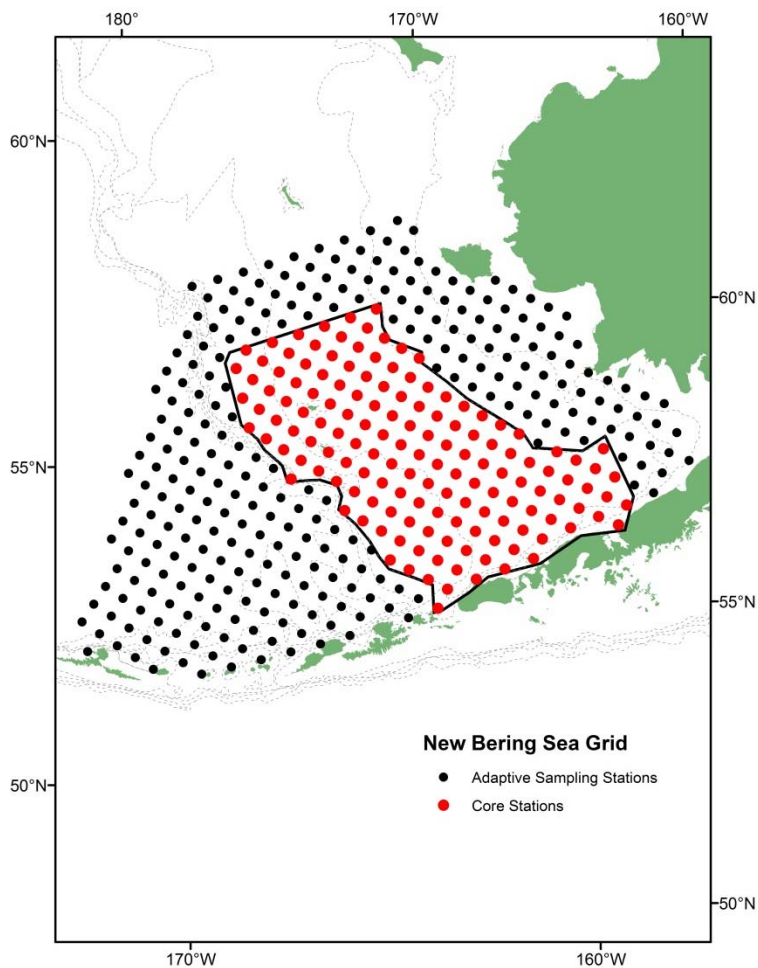 180° 170°W 160°W
60°N
60°N
55°N
55°N
New Bering Sea Grid
Adaptive Sampling Stations
50°N
Core Stations
50°N
170°W 160°W